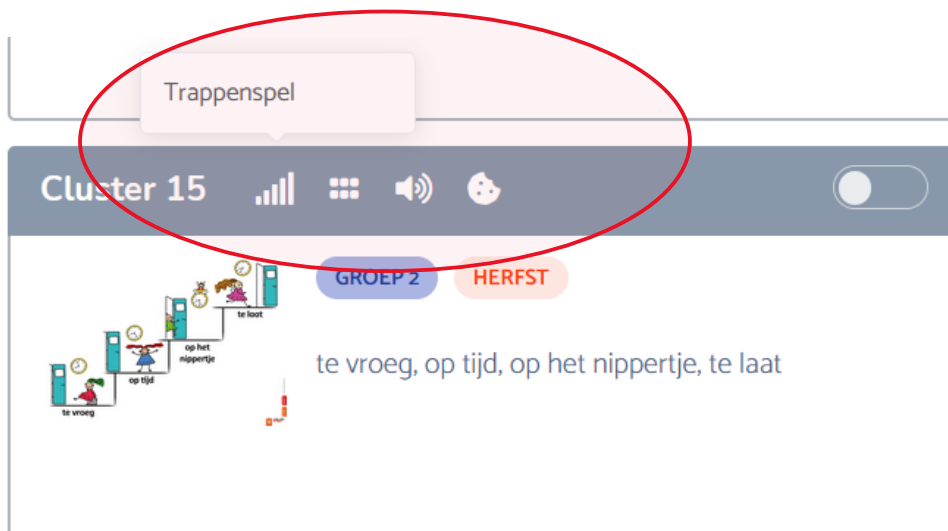 Trappenspel
Cluster 15
GROEP 2 HERFST
te laat
op het
nippertje
op tijd
te vroeg
te vroeg, op tijd, op het nippertje, te laat